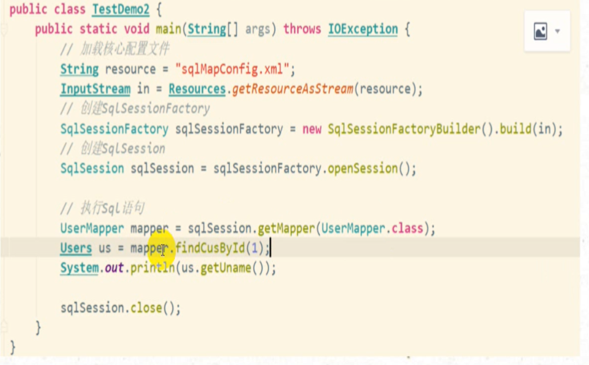 public class TestDemo2 {
public static void main(String[] args) throws IOException {
// 加载核心配置文件
String resource = "sqlMapConfig.xml";
InputStream in = Resources.getResourceAsStream(resource);
// 创建SqlSessionFactory
SqlSessionFactory sqlSessionFactory = new SqlSessionFactoryBuilder().build(in);
// 创建SqlSession
SqlSession sqlSession = sqlSessionFactory.openSession();
// 执行Sql语句
UserMapper mapper = sqlSession.getMapper(UserMapper.class);
Users us = mapper.findCusById(1);
System.out.println(us.getUname());
sqlSession.close();
}
}